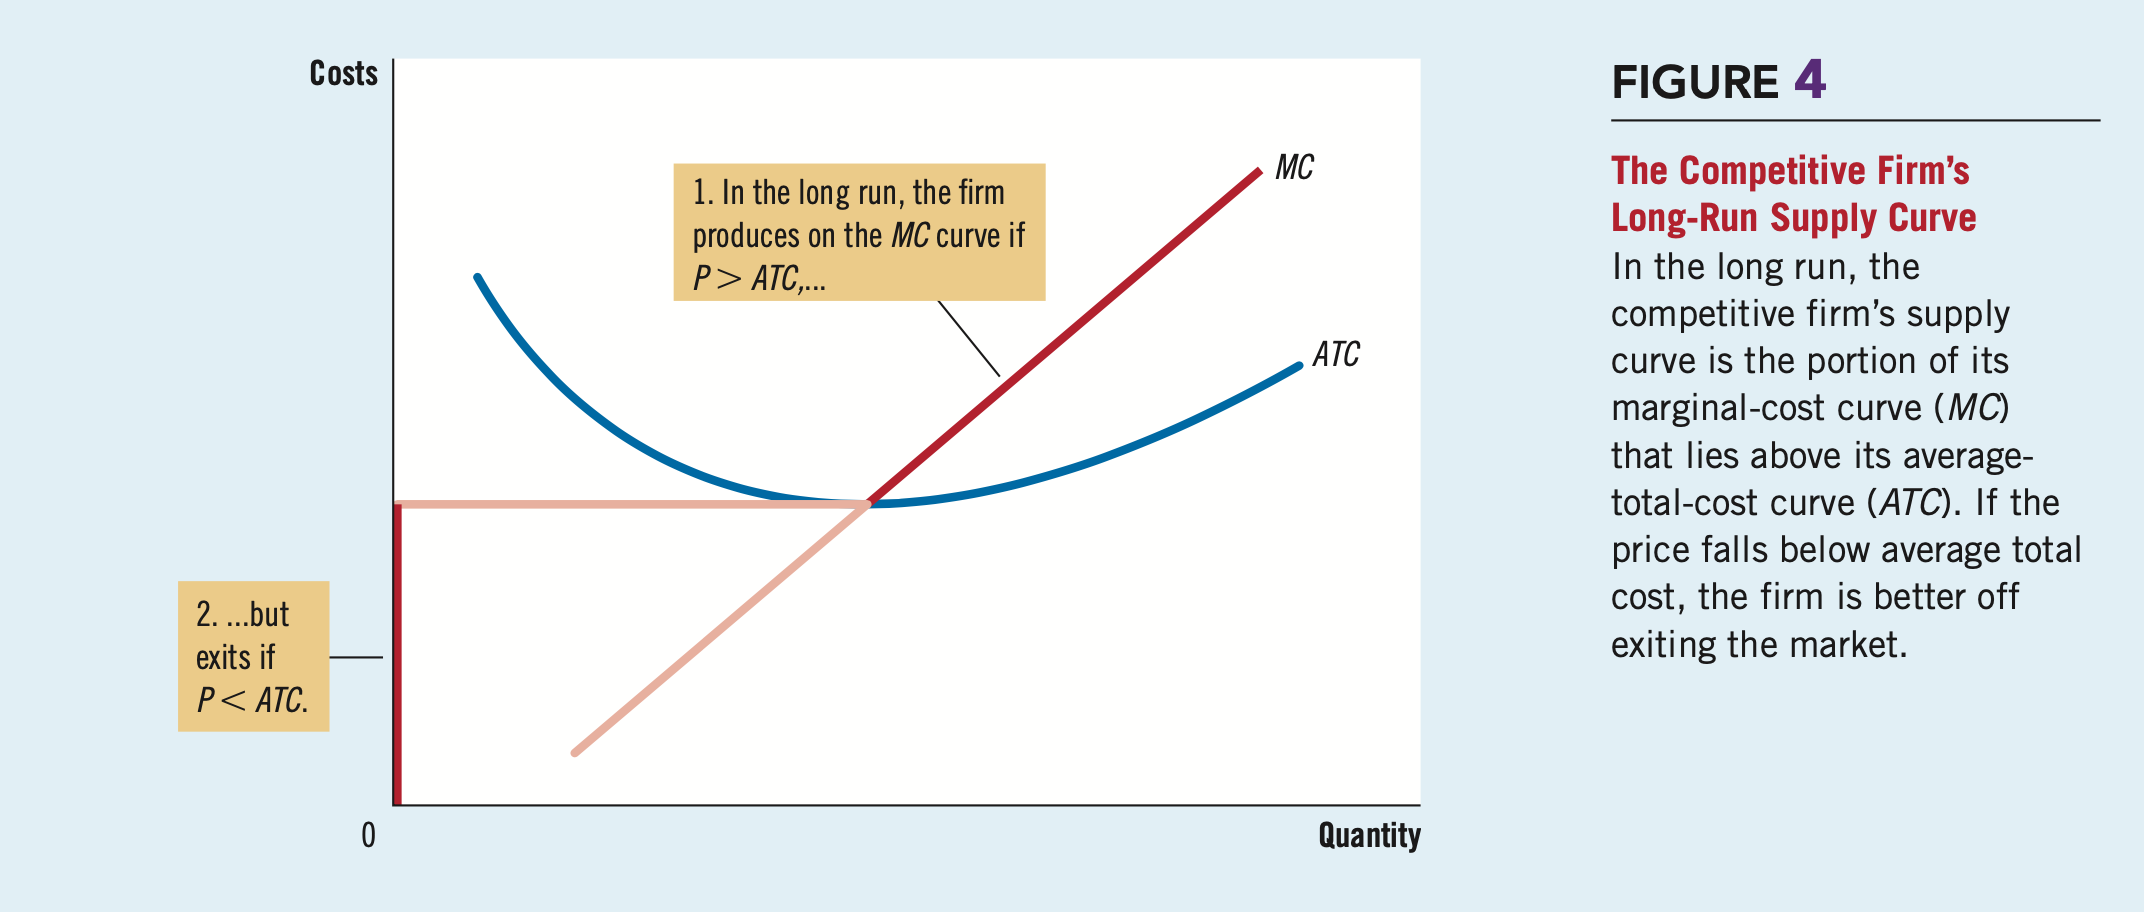 Costs
1. In the long run, the firm
produces on the MC curve if
P > ATC,...
MC
ATC
2. ...but
exits if
P < ATC.
0
Quantity
FIGURE 4
The Competitive Firm’s
Long-Run Supply Curve
In the long run, the
competitive firm’s supply
curve is the portion of its
marginal-cost curve (MC)
that lies above its average-
total-cost curve (ATC). If the
price falls below average total
cost, the firm is better off
exiting the market.